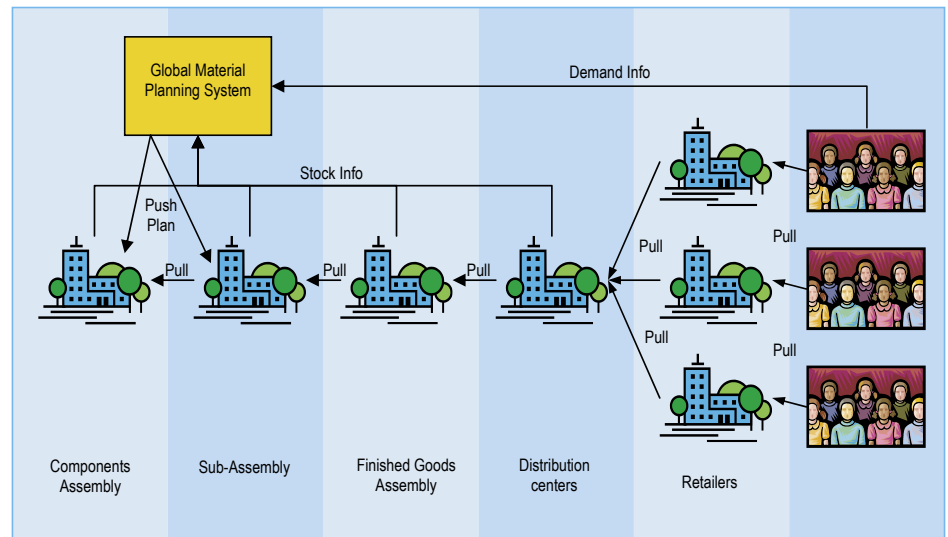 Global Material
Planning System
Demand Info
Stock Info
Push
Plan
Pull
Pull
Pull
Pull
Pull
Pull
Pull
Components
Assembly
Sub-Assembly
Finished Goods
Assembly
Distribution
centers
Retailers